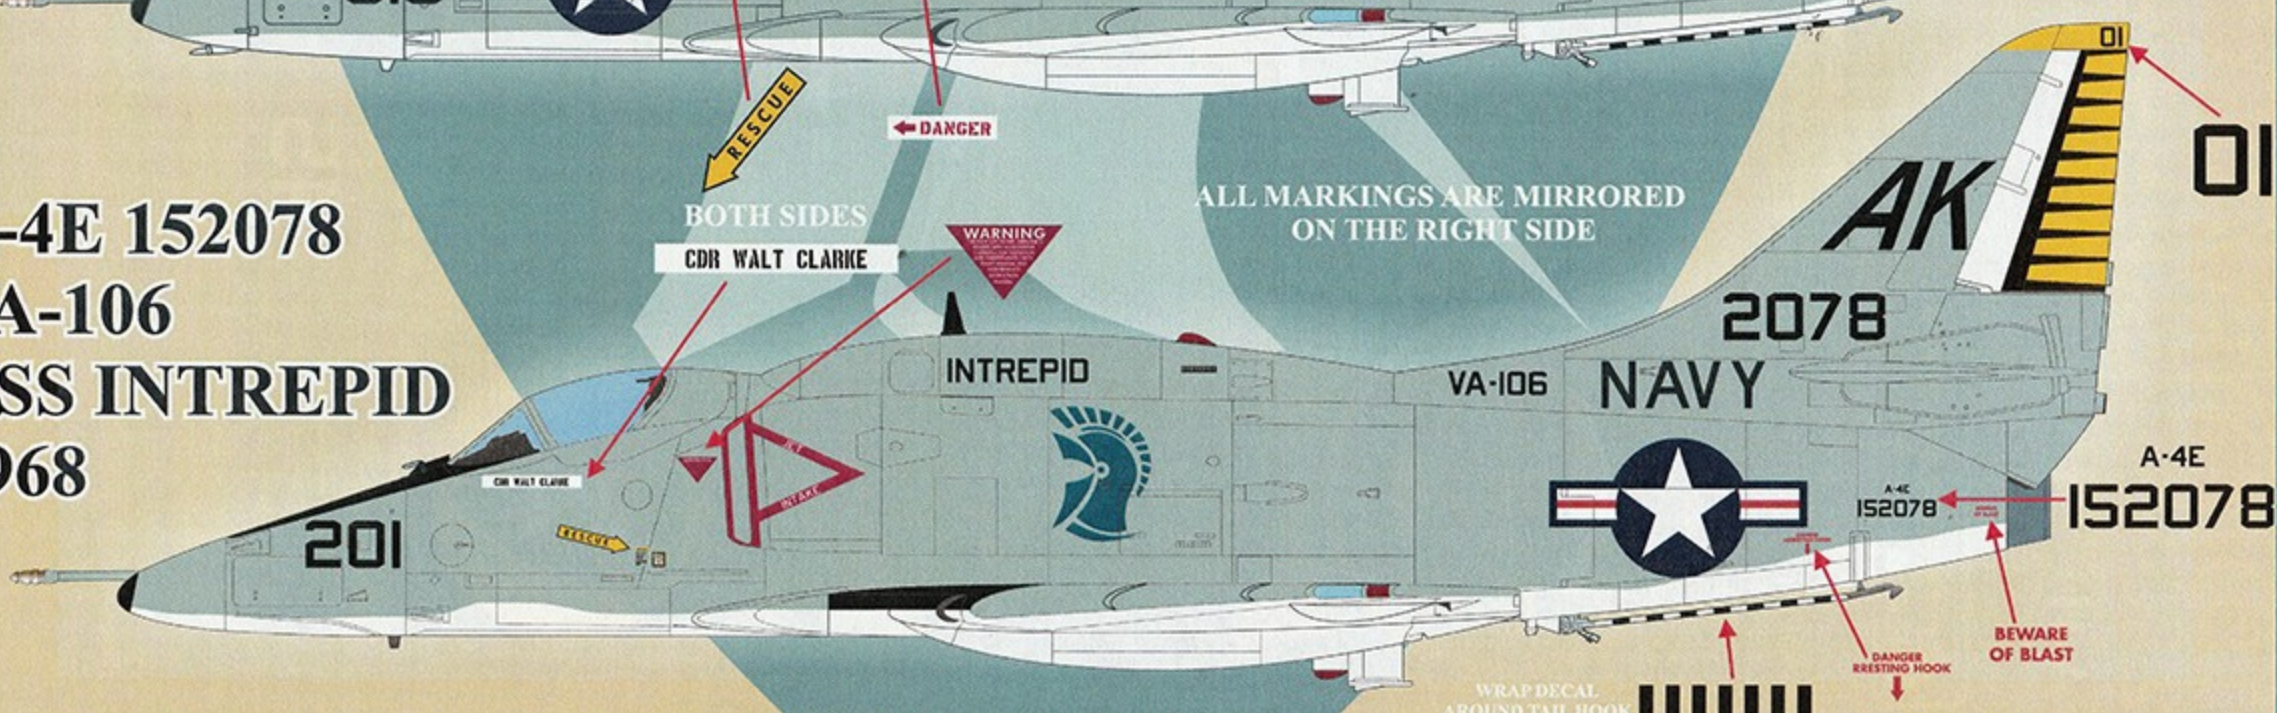 01
01
RESCUE
DANGER
-4E 152078
A-106
SS INTREPID
968
BOTH SIDES
CDR WALT CLARKE
WARNING
ALL MARKINGS ARE MIRRORED
ON THE RIGHT SIDE
AK
2078
INTREPID
VA-106
NAVY
CDR WALT CLARKE
JET
INTAKE
201
RESCUE
A-4E
152078
A-4E
152078
BEWARE
OF BLAST
DANGER
RRESTING HOOK
WRAP DECAL
AROUND TAIL HOOK